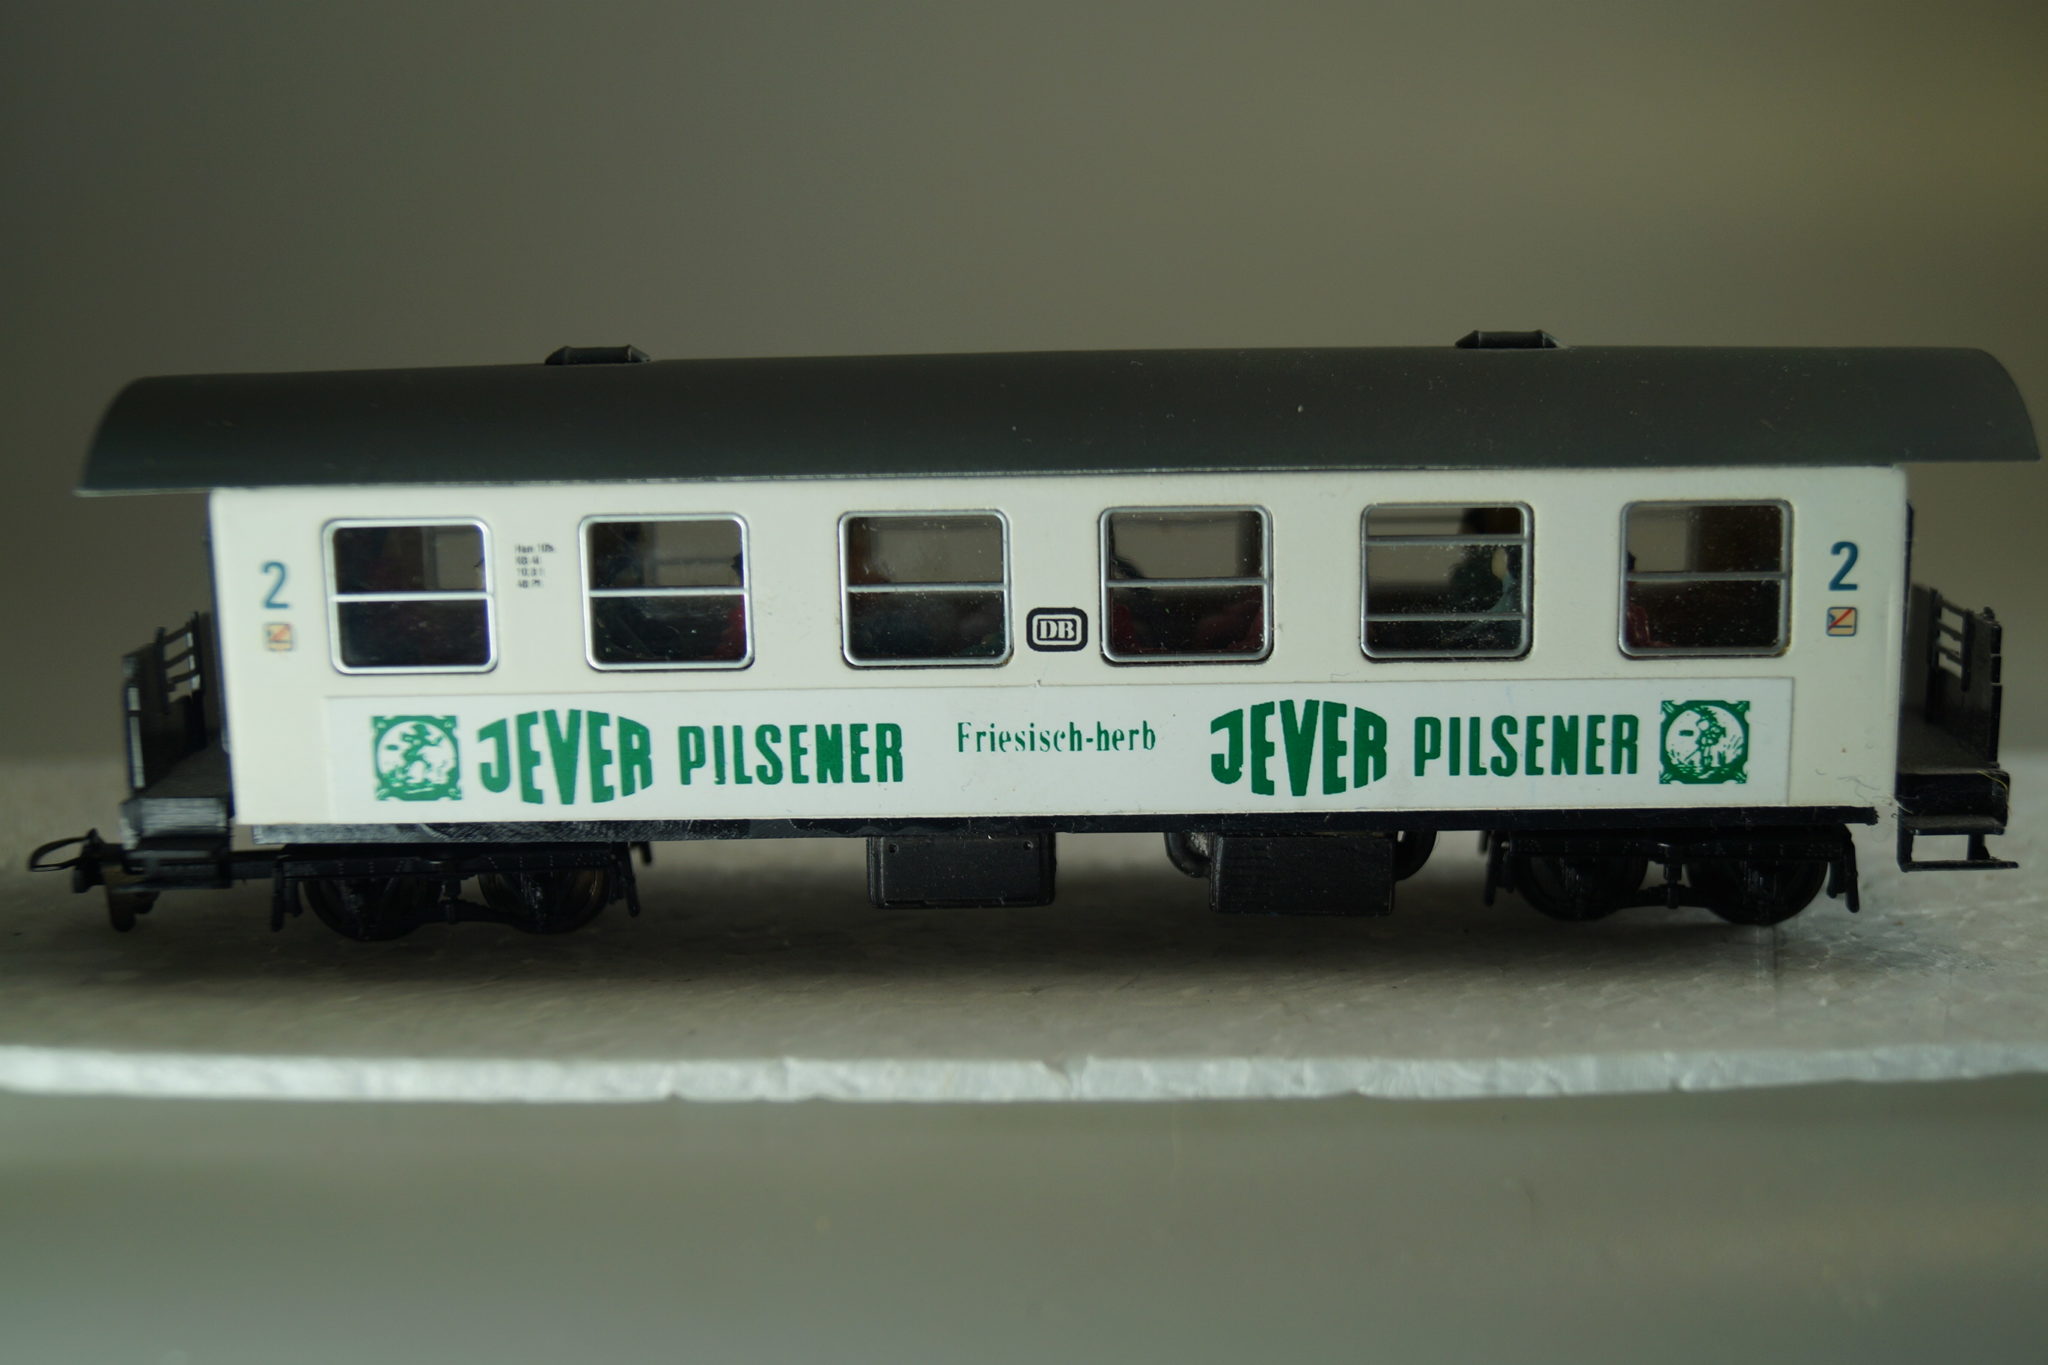 2
DB
2
JEVER PILSENER Friesisch-herb JEVER PILSENER